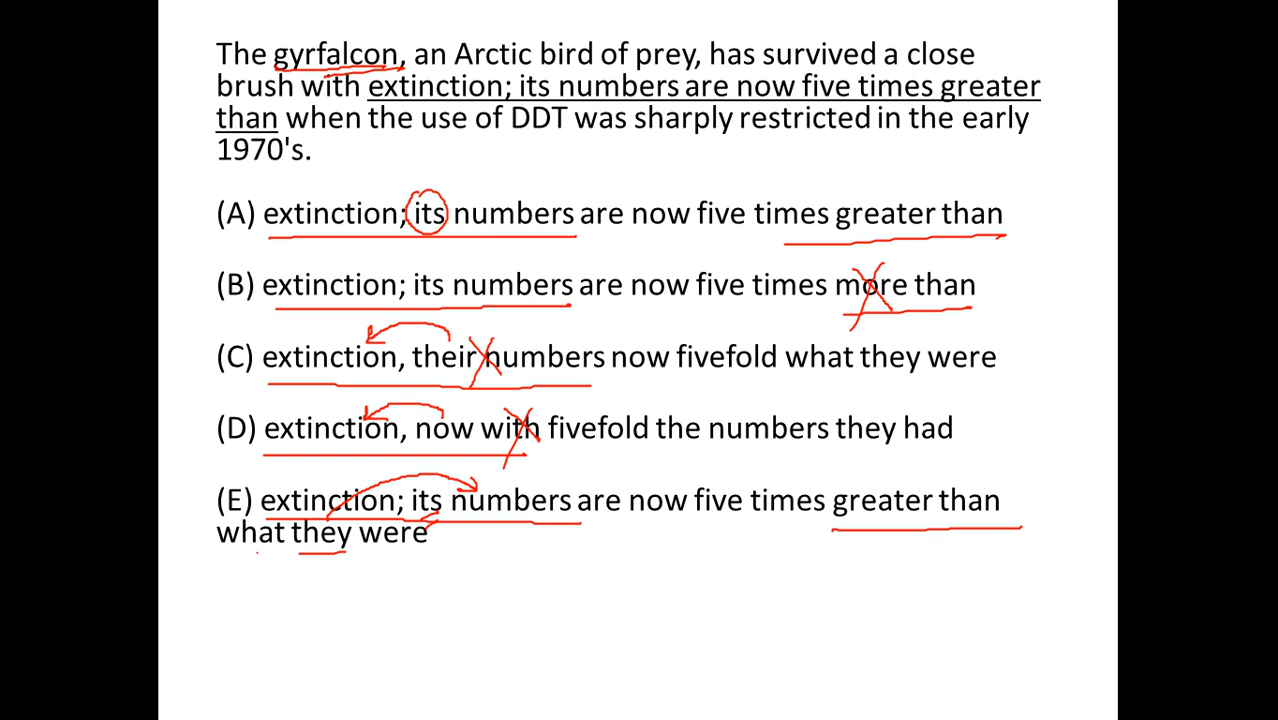 The gyrfalcon, an Arctic bird of prey, has survived a close
brush with extinction; its numbers are now five times greater
than when the use of DDT was sharply restricted in the early
1970's.
(A) extinction; its numbers are now five times greater than
(B) extinction; its numbers are now five times more than
(C) extinction, their numbers now fivefold what they were
(D) extinction, now with fivefold the numbers they had
(E) extinction; its numbers are now five times greater than
what they were